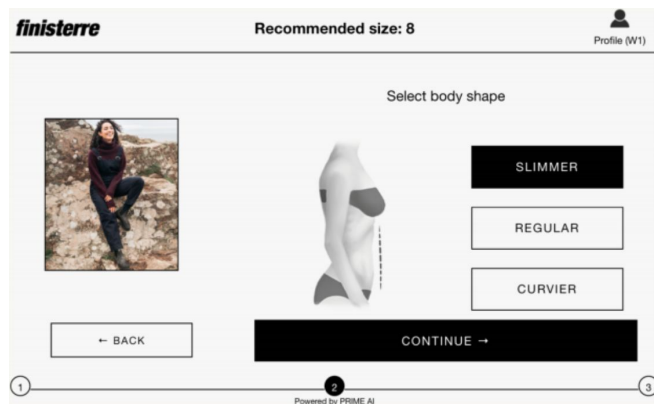 finisterre
Recommended size: 8
Profile (W1)
Select body shape
SLIMMER
REGULAR
CURVIER
← BACK
CONTINUE →
1
2
3
Powered by PRIME AI